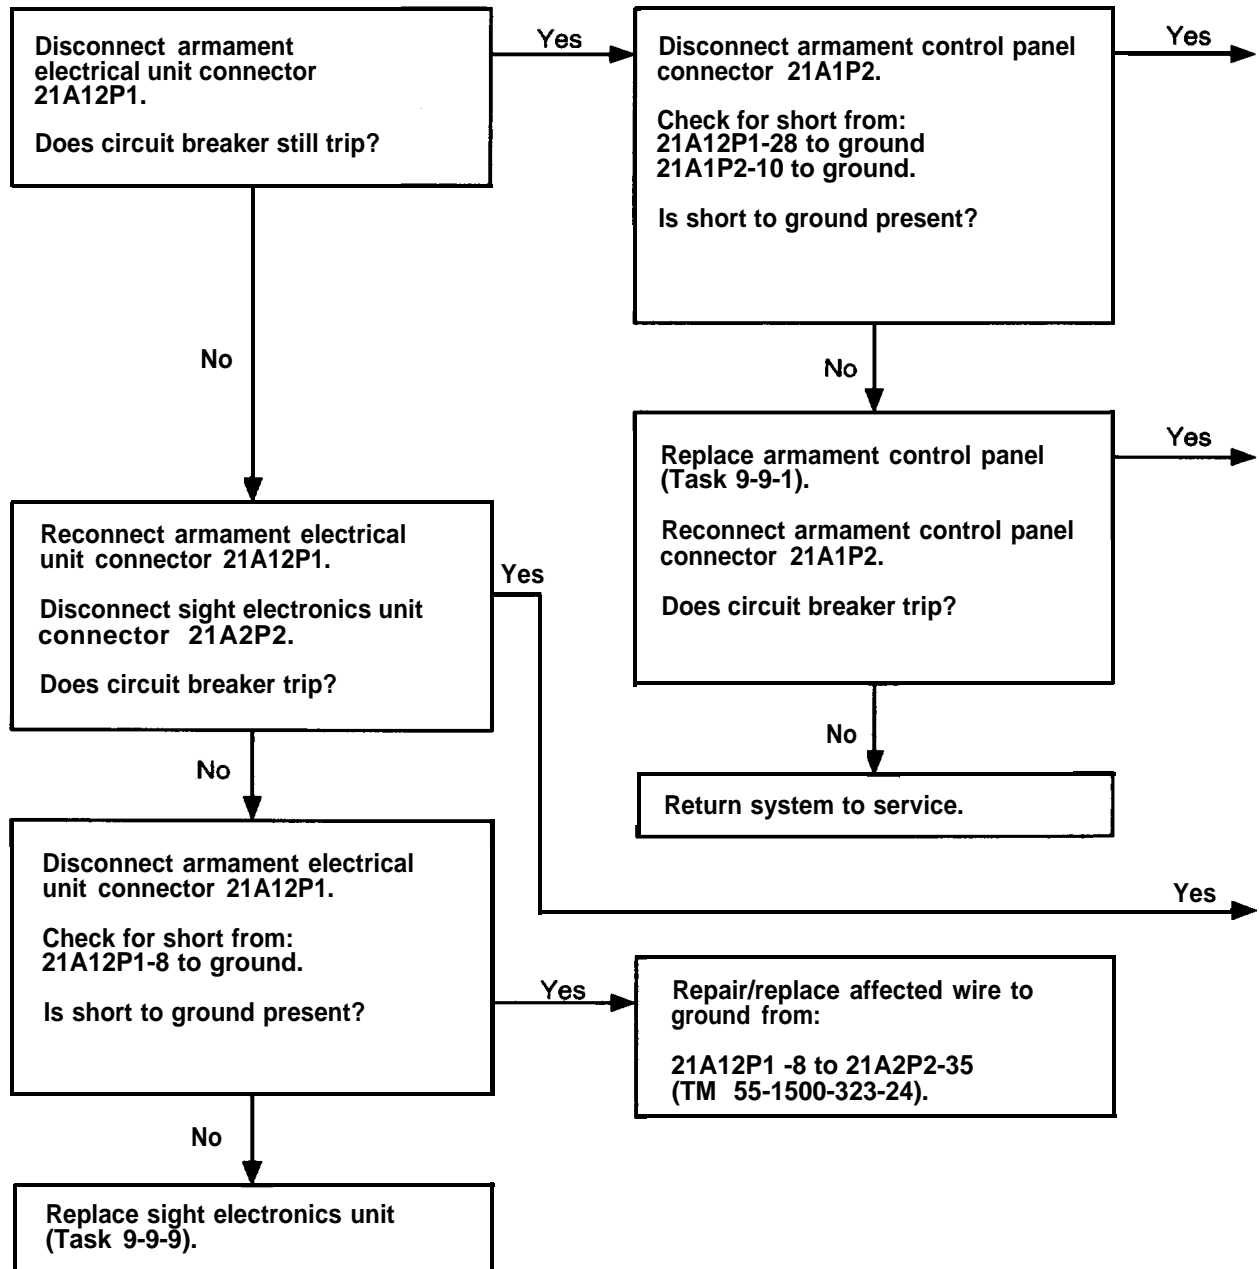 Disconnect armament
electrical unit connector
21A12P1.
Does circuit breaker still trip?
Yes
Disconnect armament control panel
connector 21A1P2.
Check for short from:
21A12P1-28 to ground
21A1P2-10 to ground.
Is short to ground present?
Yes
No
No
Replace armament control panel
(Task 9-9-1).
Reconnect armament control panel
connector 21A1P2.
Does circuit breaker trip?
Yes
Reconnect armament electrical
unit connector 21A12P1.
Disconnect sight electronics unit
connector 21A2P2.
Does circuit breaker trip?
Yes
No
No
Return system to service.
Disconnect armament electrical
unit connector 21A12P1.
Check for short from:
21A12P1-8 to ground.
Is short to ground present?
Yes
Yes
Repair/replace affected wire to
ground from:
21A12P1 -8 to 21A2P2-35
(TM 55-1500-323-24).
No
Replace sight electronics unit
(Task 9-9-9).